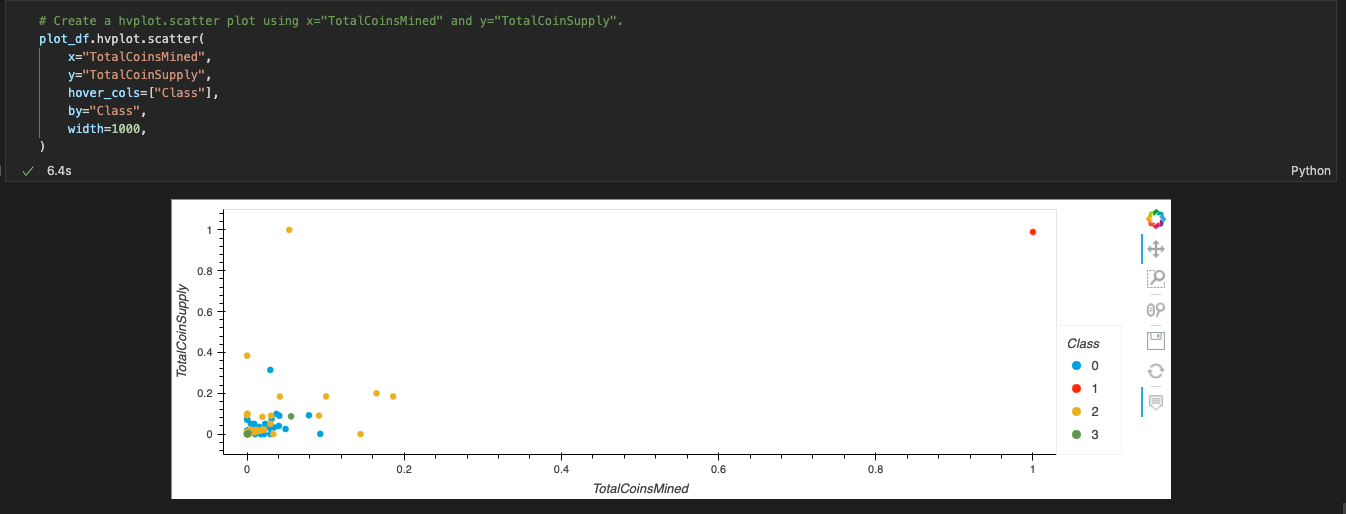 # Create a hvplot.scatter plot using x="TotalCoinsMined" and y="TotalCoinSupply".
plot_df.hvplot.scatter(
    x="TotalCoinsMined",
    y="TotalCoinSupply",
    hover_cols=["Class"],
    by="Class",
    width=1000,
)
✓ 6.4s Python
1
0.8
0.6
0.4
0.2
0
TotalCoinSupply
0 0.2 0.4 0.6 0.8 1
TotalCoinsMined
Class
0
1
2
3